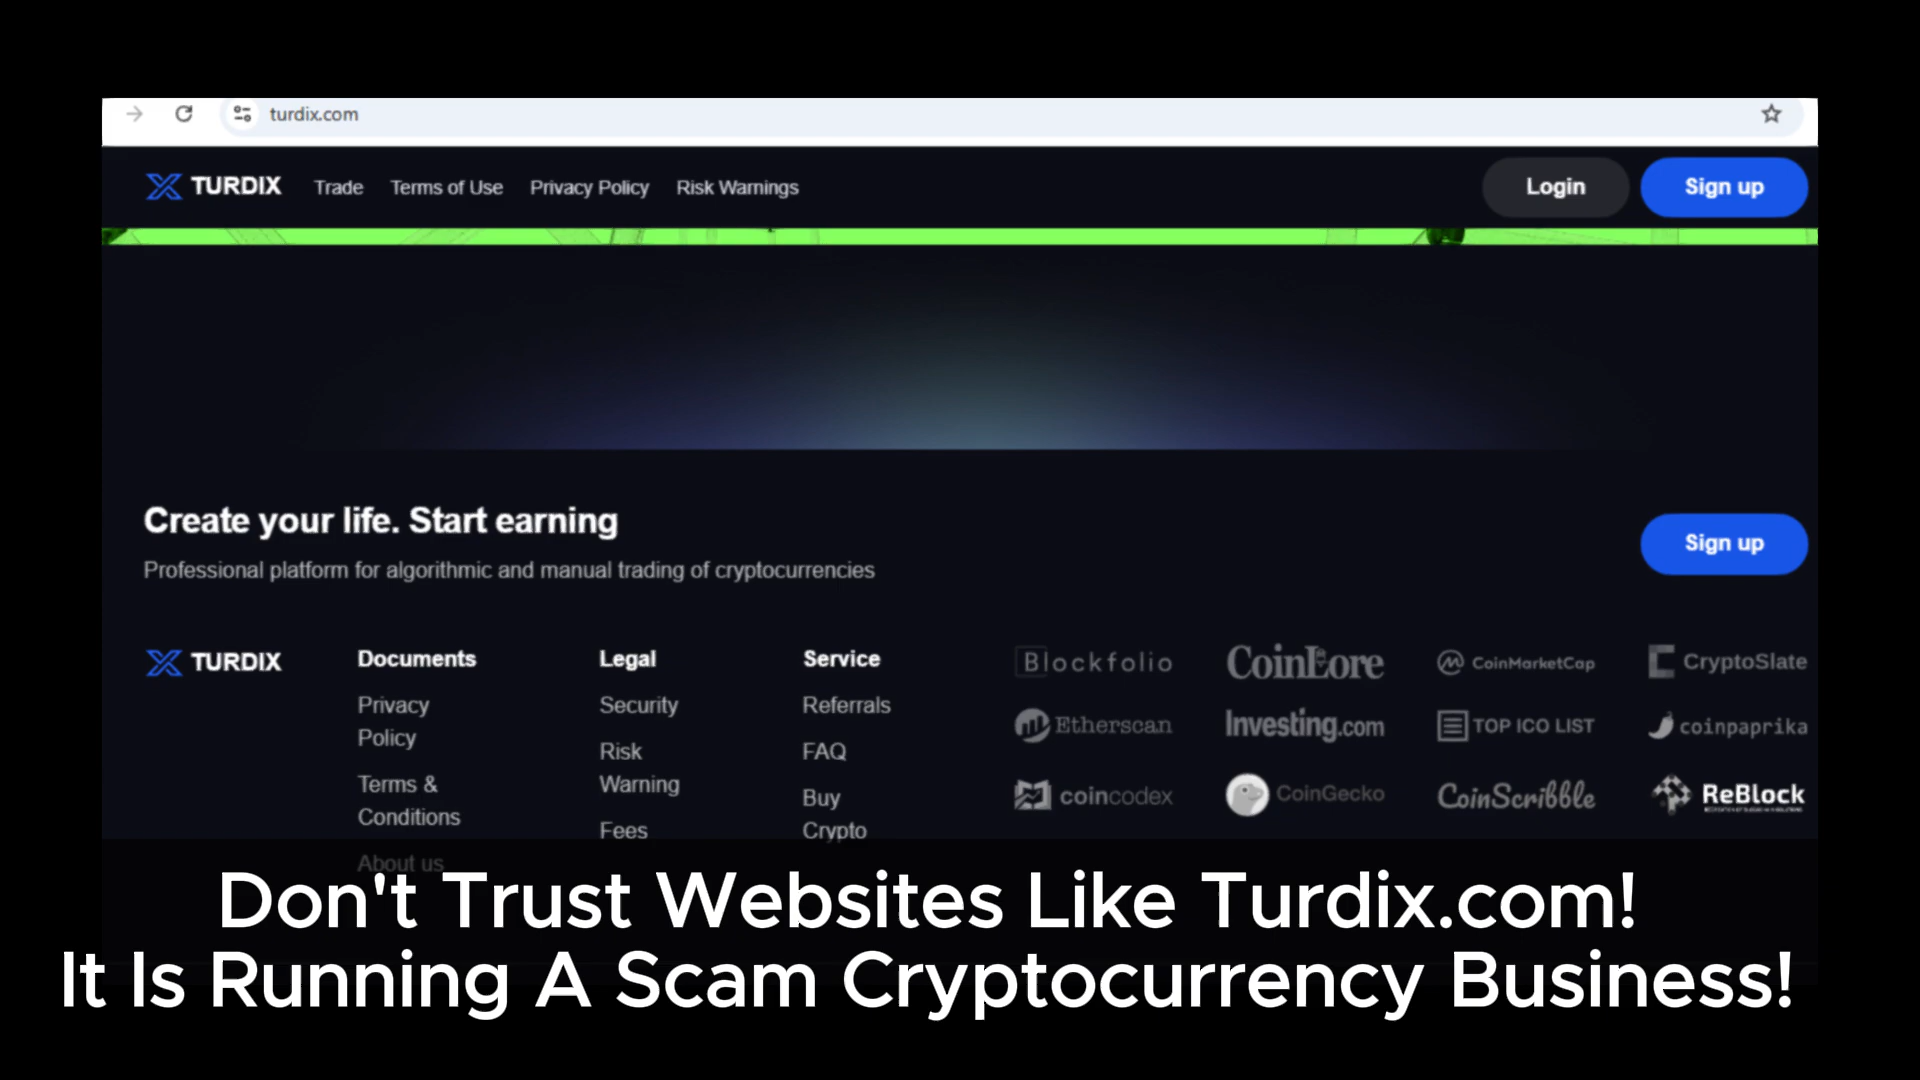 turdix.com
TURDIX Trade Terms of Use Privacy Policy Risk Warnings Login Sign up
Create your life. Start earning
Sign up
Professional platform for algorithmic and manual trading of cryptocurrencies
TURDIX
Documents
Privacy
Policy
Terms &
Conditions
About us
Legal
Security
Risk
Warning
Fees
Service
Referrals
FAQ
Buy
Crypto
Blockfolio CoinLore CoinMarketCap CryptoSlate
Etherscan Investing.com TOP ICO LIST coinpaprika
coincodex CoinGecko CoinScribble ReBlock
Don't Trust Websites Like Turdix.com!
It Is Running A Scam Cryptocurrency Business!